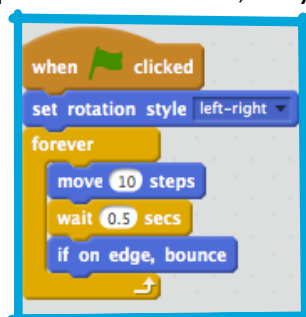 when clicked
set rotation style left-right
forever
move 10 steps
wait 0.5 secs
if on edge, bounce